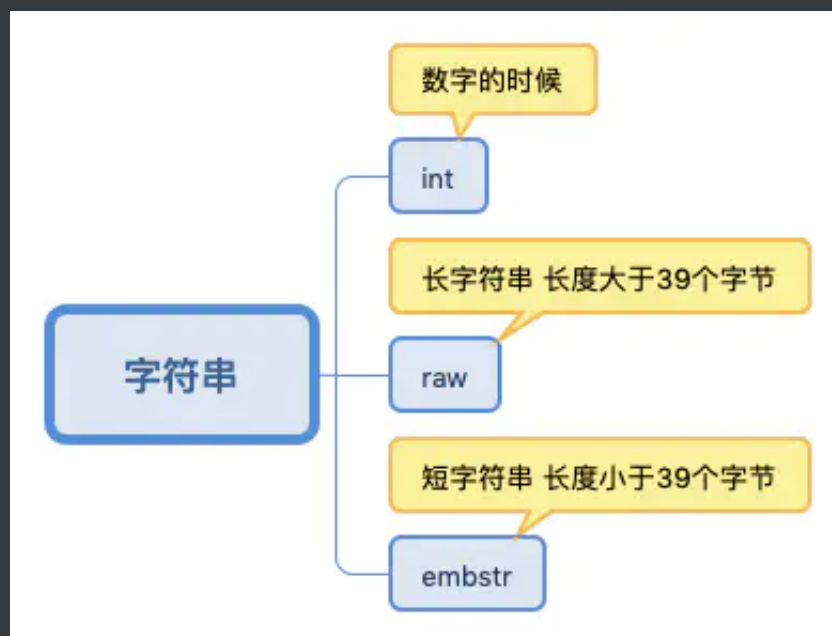 数字的时候
int
长字符串 长度大于39个字节
字符串
raw
短字符串 长度小于39个字节
embstr